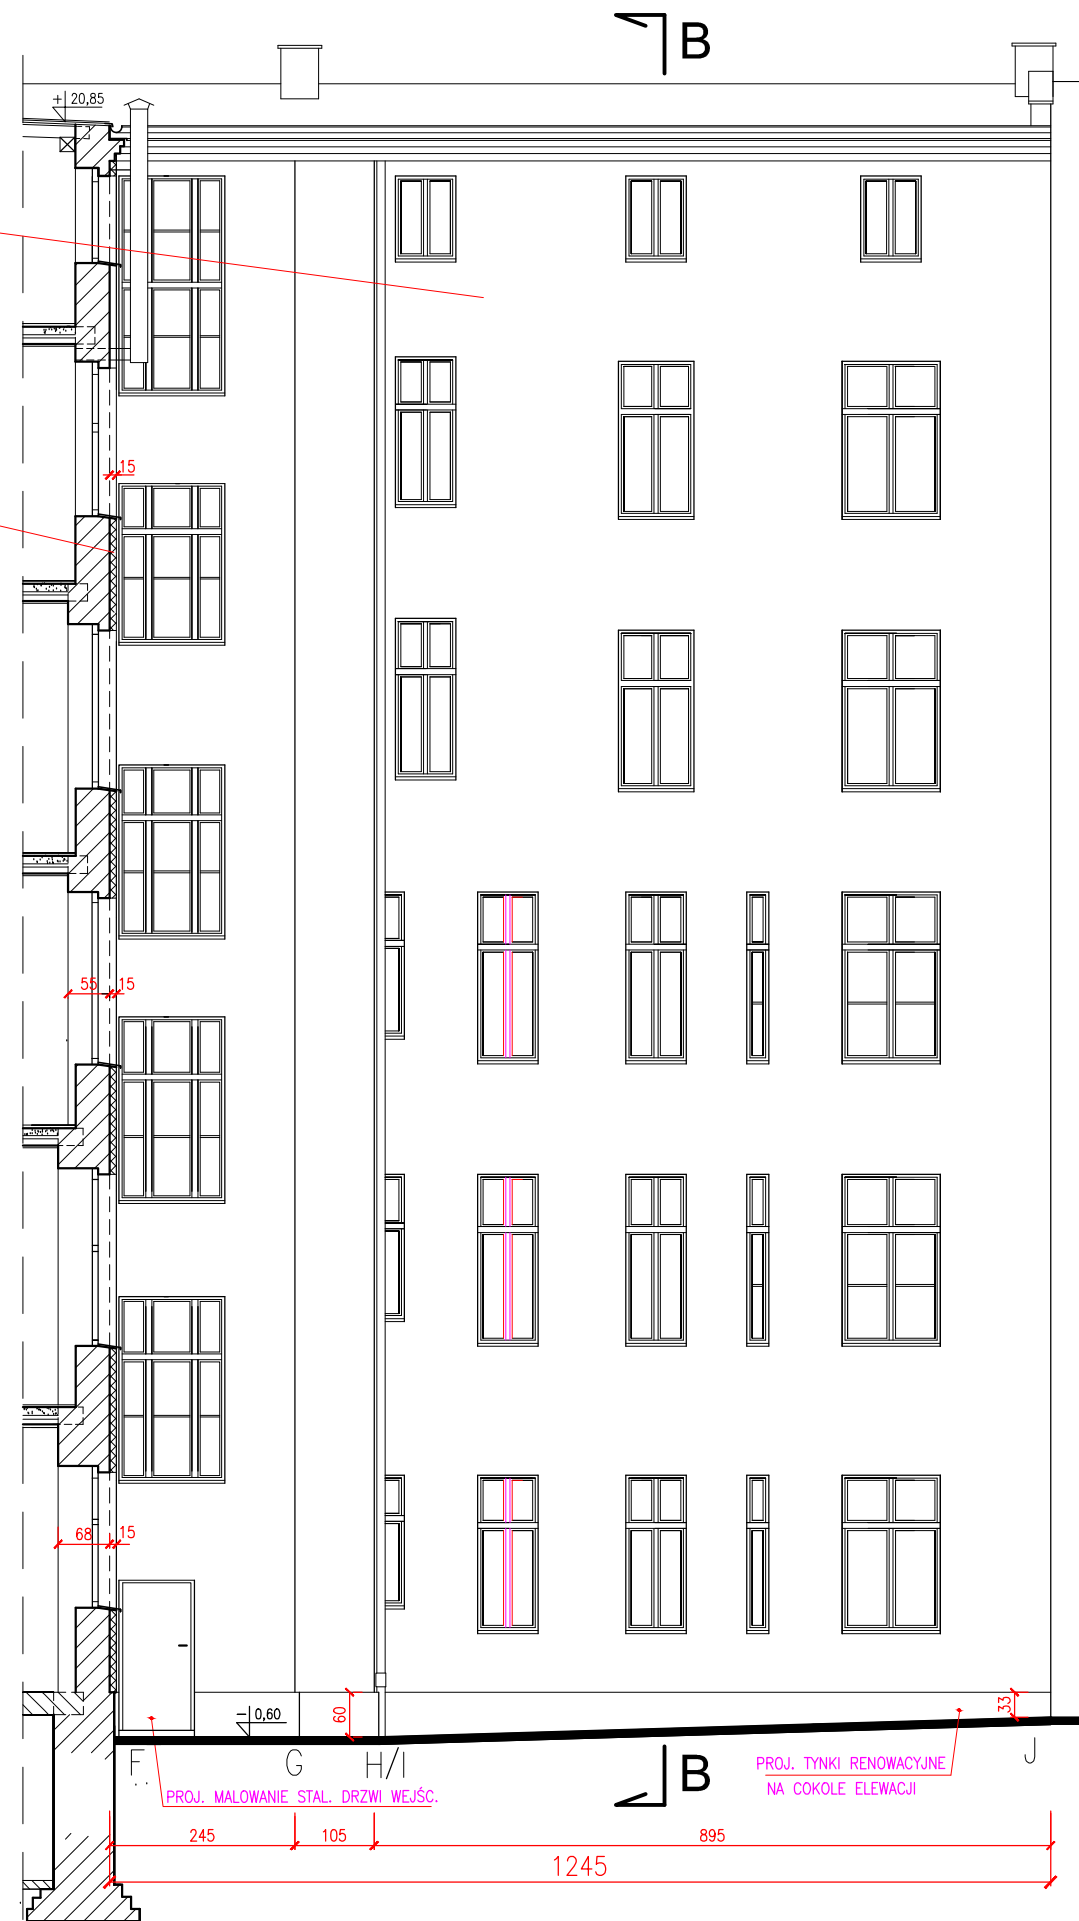 B
+ 20,85
15
55 15
68 15
60
33
− 0,60
F G H/I J
B
PROJ. TYNKI RENOWACYJNE
NA COKOLE ELEWACJI
PROJ. MALOWANIE STAL. DRZWI WEJŚC.
245 105 895
1245